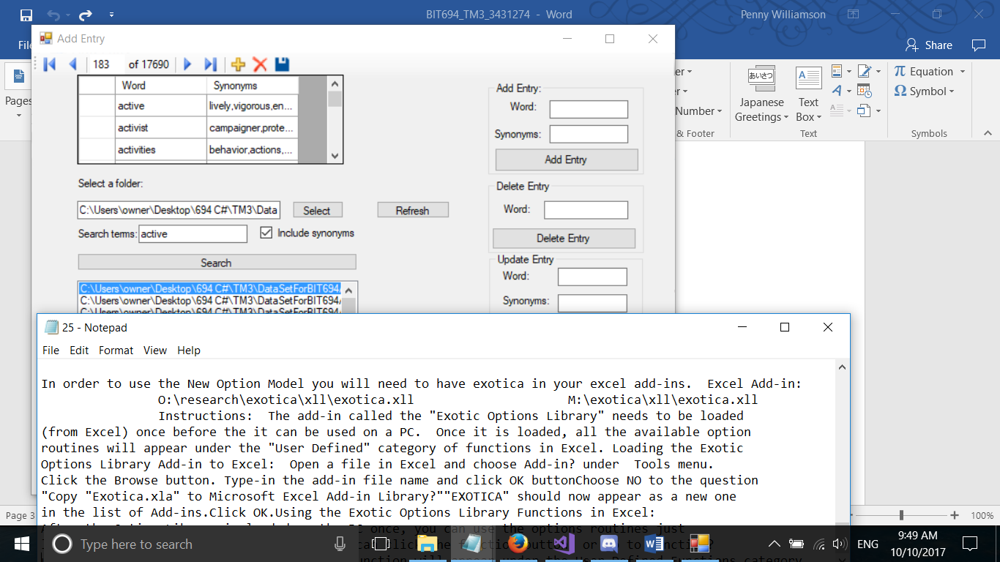 BIT694_TM3_3431274 - Word
Penny Williamson
Add Entry
Share
183 of 17690
Pages
Word Synonyms
active lively,vigorous,en...
activist campaigner,prote...
activities behavior,actions,...
Select a folder:
C:\Users\owner\Desktop\694 C#\TM3\Data
Select
Refresh
Search terms: active
Include synonyms
Search
C:\Users\owner\Desktop\694 C#\TM3\DataSetForBIT694
C:\Users\owner\Desktop\694 C#\TM3\DataSetForBIT694
C:\Users\owner\Desktop\694 C#\TM3\DataSetForBIT694
Add Entry:
Word:
Synonyms:
Add Entry
Delete Entry
Word:
Delete Entry
Update Entry
Word:
Synonyms:
Number
& Footer
あいさつ
Japanese
Greetings
Text
Box
Text
Equation
Symbol
Symbols
25 - Notepad
File Edit Format View Help
In order to use the New Option Model you will need to have exotica in your excel add-ins.  Excel Add-in:
O:\research\exotica\xll\exotica.xll M:\exotica\xll\exotica.xll
Instructions:  The add-in called the "Exotic Options Library" needs to be loaded
(from Excel) once before the it can be used on a PC.  Once it is loaded, all the available option
routines will appear under the "User Defined" category of functions in Excel. Loading the Exotic
Options Library Add-in to Excel:  Open a file in Excel and choose Add-in? under  Tools menu.
Click the Browse button. Type-in the add-in file name and click OK buttonChoose NO to the question
"Copy "Exotica.xla" to Microsoft Excel Add-in Library?""EXOTICA" should now appear as a new one
in the list of Add-ins.Click OK.Using the Exotic Options Library Functions in Excel:
once, you can use the options routines just
Page 3
100%
Type here to search
ENG
9:49 AM
10/10/2017